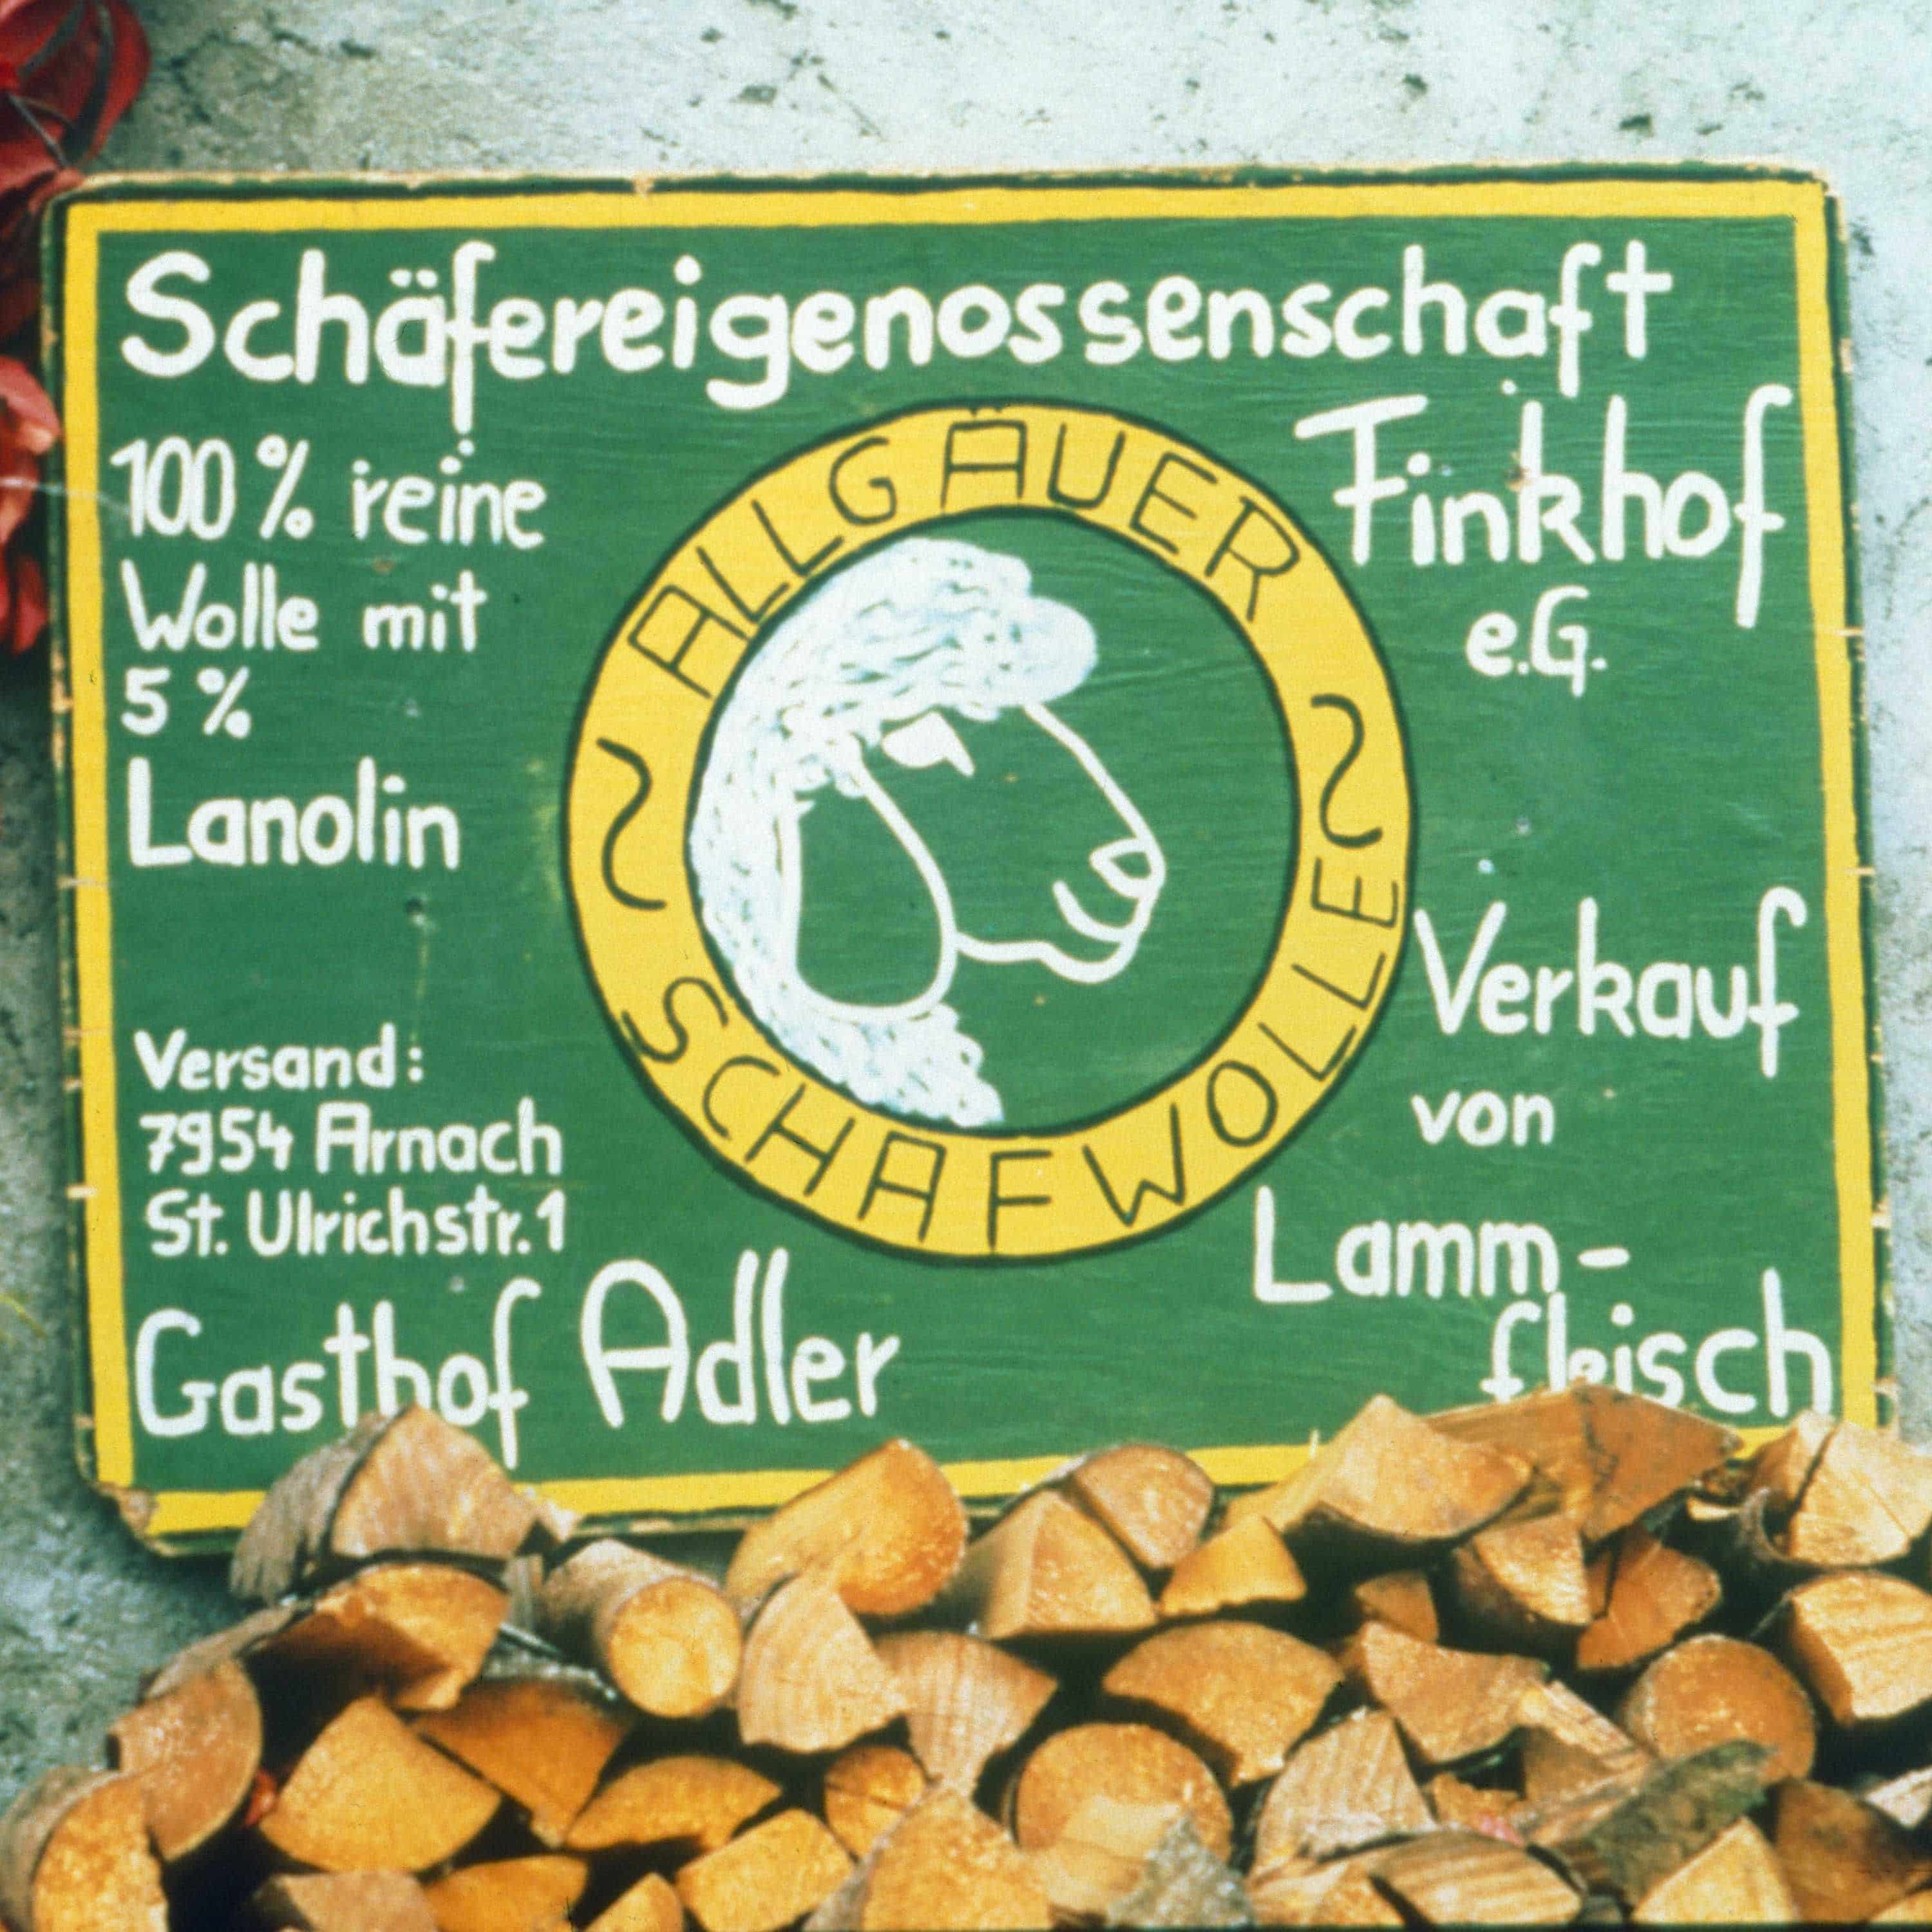 Schäfereigenossenschaft
Finkhof
e.G.
100% reine
Wolle mit
5%
Lanolin
ALLGÄUER
SCHAFWOLLE
Verkauf
von
Lamm-
fleisch
Versand:
7954 Arnach
St. Ulrichstr. 1
Gasthof Adler